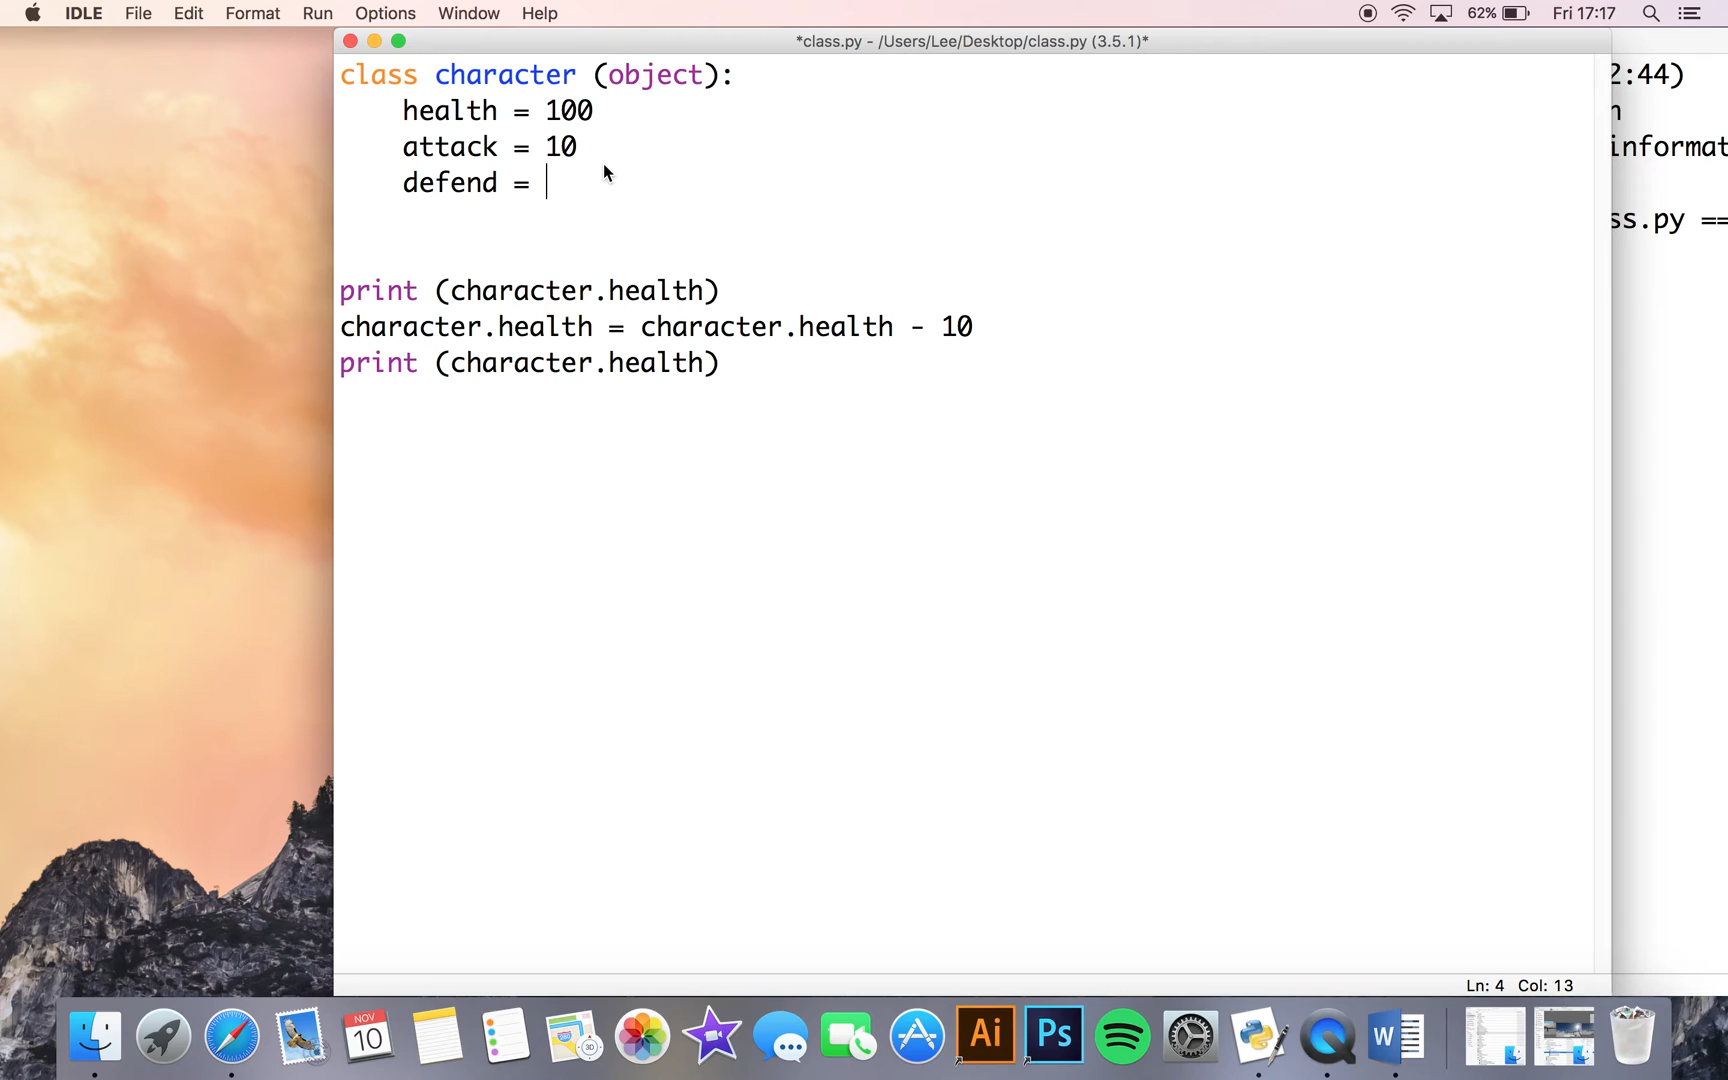 IDLE File Edit Format Run Options Window Help 62% Fri 17:17
*class.py - /Users/Lee/Desktop/class.py (3.5.1)*
class character (object):
    health = 100
    attack = 10
    defend =
print (character.health)
character.health = character.health - 10
print (character.health)
2:44)
n
informat
ss.py ==
Ln: 4 Col: 13
NOV
10
3D
Ai
Ps
W